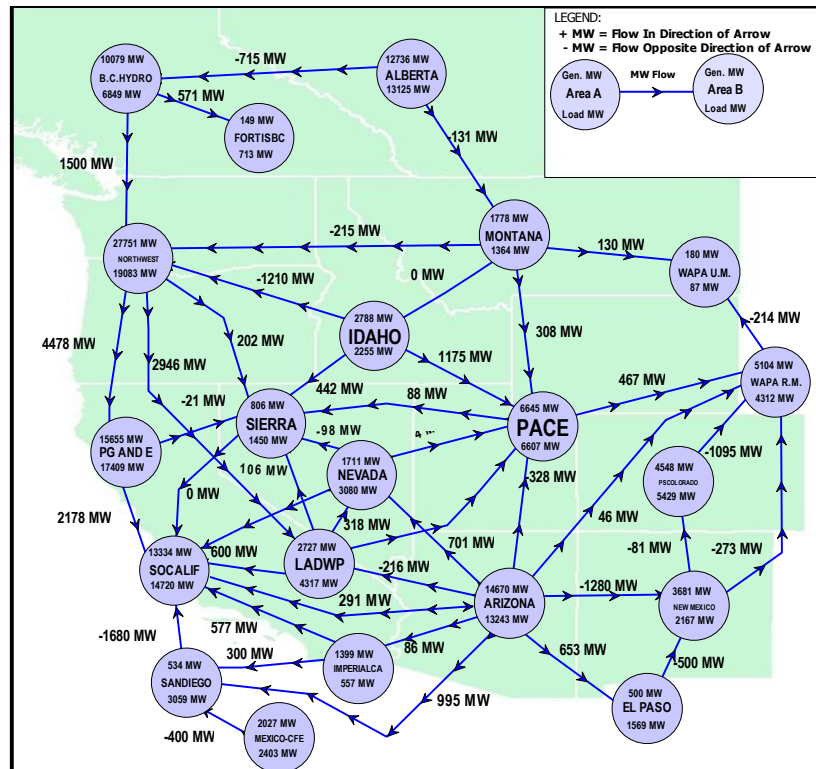 LEGEND:
+ MW = Flow In Direction of Arrow
- MW = Flow Opposite Direction of Arrow
Gen. MW
Area A
Load MW
MW Flow
Gen. MW
Area B
Load MW
10079 MW
B.C.HYDRO
6849 MW
-715 MW
12736 MW
ALBERTA
13125 MW
571 MW
149 MW
FORTISBC
713 MW
-131 MW
1500 MW
1778 MW
MONTANA
1364 MW
-215 MW
130 MW
180 MW
WAPA U.M.
87 MW
27751 MW
NORTHWEST
19083 MW
-1210 MW
0 MW
2788 MW
IDAHO
2255 MW
308 MW
-214 MW
4478 MW
2946 MW
202 MW
1175 MW
5104 MW
WAPA R.M.
4312 MW
442 MW
88 MW
467 MW
-21 MW
806 MW
SIERRA
1450 MW
6645 MW
PACE
6607 MW
15655 MW
PG AND E
17409 MW
-98 MW
1711 MW
NEVADA
3080 MW
-1095 MW
106 MW
-328 MW
4548 MW
PSCOLORADO
5429 MW
0 MW
2178 MW
318 MW
46 MW
13334 MW
SOCALIF
14720 MW
600 MW
2727 MW
LADWP
4317 MW
701 MW
-81 MW
-273 MW
-216 MW
14670 MW
ARIZONA
13243 MW
-1280 MW
3681 MW
NEW MEXICO
2167 MW
291 MW
577 MW
-1680 MW
300 MW
1399 MW
IMPERIALCA
557 MW
86 MW
653 MW
-500 MW
534 MW
SANDIEGO
3059 MW
995 MW
500 MW
EL PASO
1569 MW
-400 MW
2027 MW
MEXICO-CFE
2403 MW